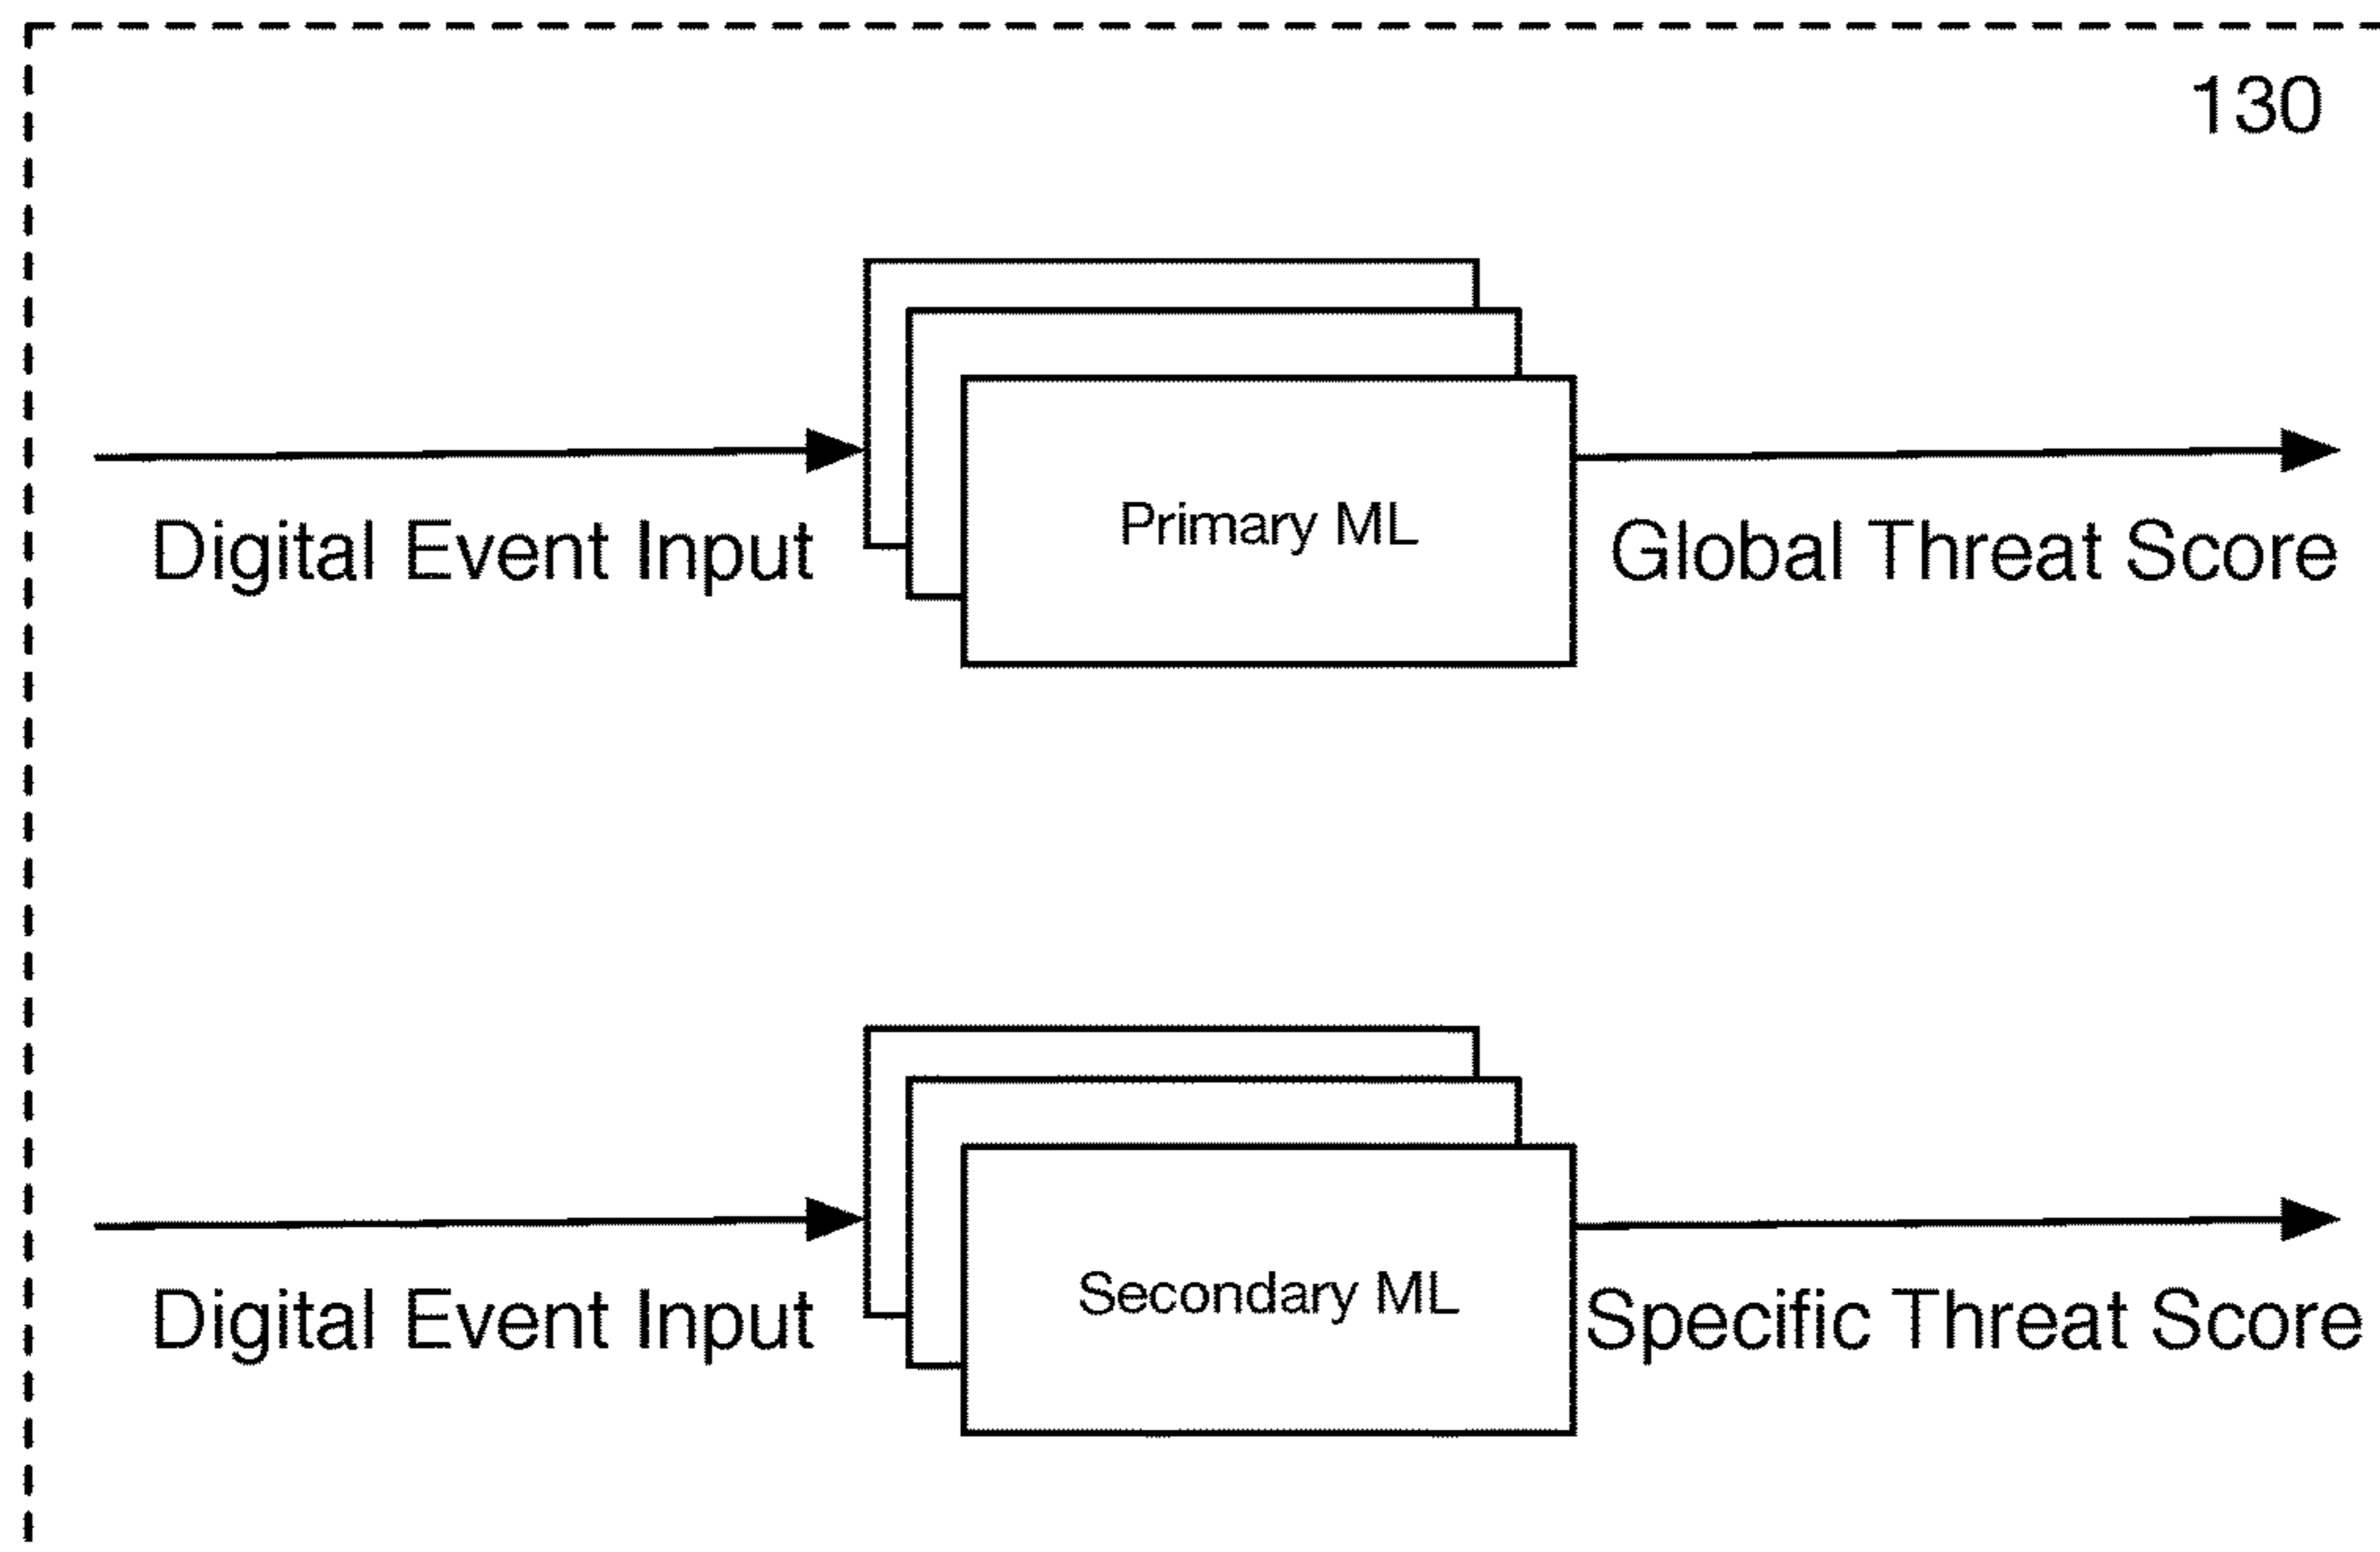 130
Primary ML
Digital Event Input
Global Threat Score
Secondary ML
Digital Event Input
Specific Threat Score